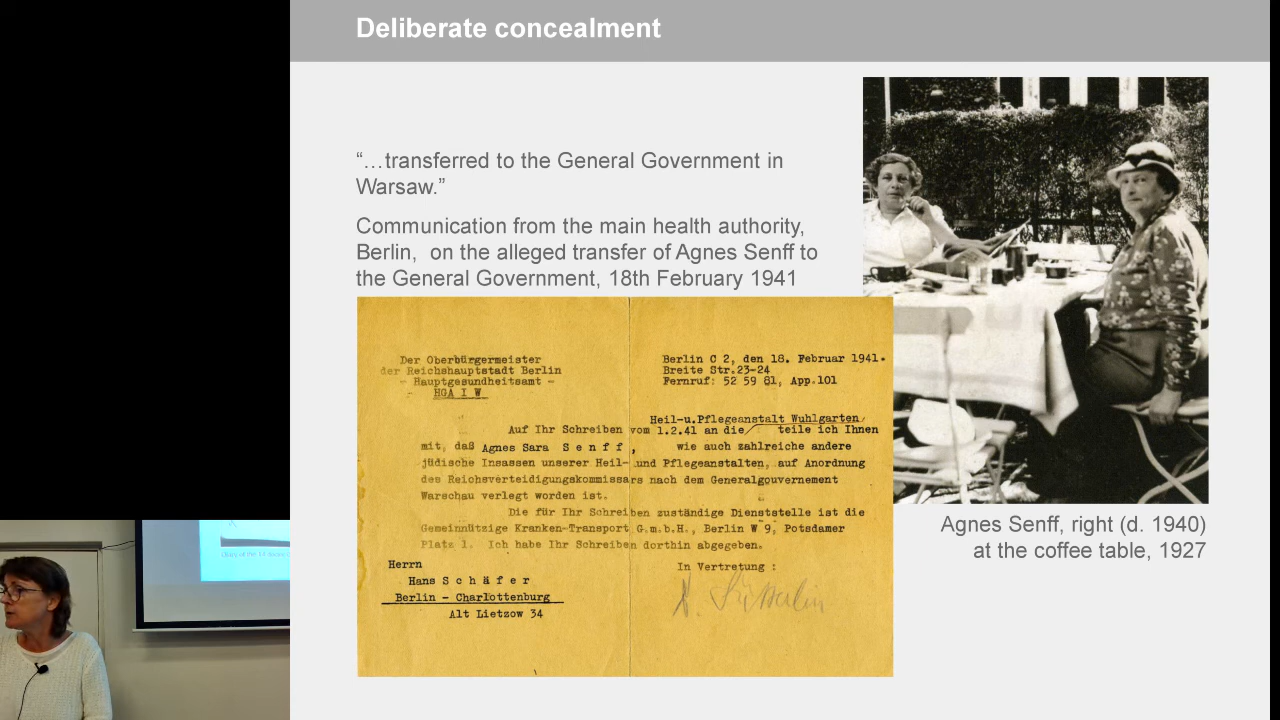 Deliberate concealment
“…transferred to the General Government in
Warsaw.”
Communication from the main health authority,
Berlin, on the alleged transfer of Agnes Senff to
the General Government, 18th February 1941
Der Oberbürgermeister
der Reichshauptstadt Berlin
- Hauptgesundheitsamt -
HGA I W
Berlin C 2, den 18. Februar 1941.
Breite Str.23-24
Fernruf: 52 59 81, App.101
Heil-u.Pflegeanstalt Wuhlgarten
Auf Ihr Schreiben vom 1.2.41 an die teile ich Ihnen
mit, daß Agnes Sara S e n f f , wie auch zahlreiche andere
jüdische Insassen unserer Heil- und Pflegeanstalten, auf Anordnung
des Reichsverteidigungskommissars nach dem Generalgouvernement
Warschau verlegt worden ist.
Die für Ihr Schreiben zuständige Dienststelle ist die
Gemeinnützige Kranken-Transport G.m.b.H., Berlin W 9, Potsdamer
Platz 1. Ich habe Ihr Schreiben dorthin abgegeben.
Herrn
Hans S c h ä f e r
Berlin - Charlottenburg
Alt Lietzow 34
In Vertretung :
Agnes Senff, right (d. 1940)
at the coffee table, 1927